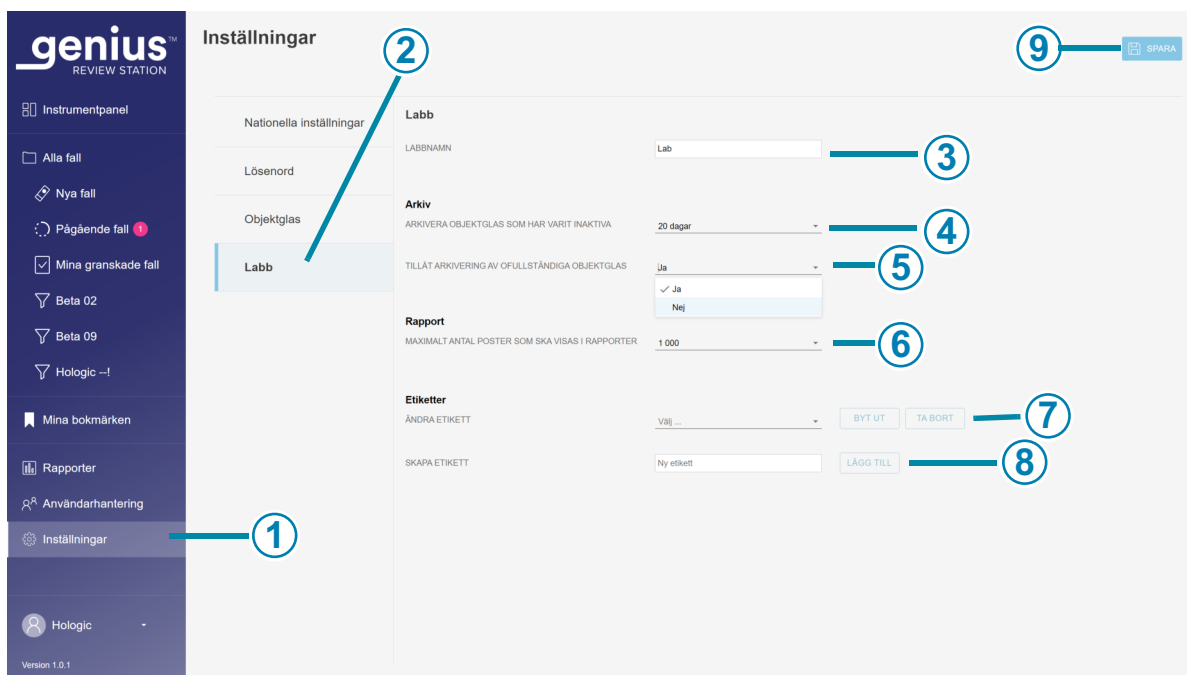 genius™
REVIEW STATION
Instrumentpanel
Alla fall
Nya fall
Pågående fall 1
Mina granskade fall
Beta 02
Beta 09
Hologic --!
Mina bokmärken
Rapporter
Användarhantering
Inställningar
Hologic
Version 1.0.1
Inställningar
SPARA
Nationella inställningar
Lösenord
Objektglas
Labb
Labb
LABBNAMN Lab
Arkiv
ARKIVERA OBJEKTGLAS SOM HAR VARIT INAKTIVA 20 dagar
TILLÅT ARKIVERING AV OFULLSTÄNDIGA OBJEKTGLAS Ja
Ja
Nej
Rapport
MAXIMALT ANTAL POSTER SOM SKA VISAS I RAPPORTER 1 000
Etiketter
ÄNDRA ETIKETT Välj ... BYT UT TA BORT
SKAPA ETIKETT Ny etikett LÄGG TILL
1
2
3
4
5
6
7
8
9